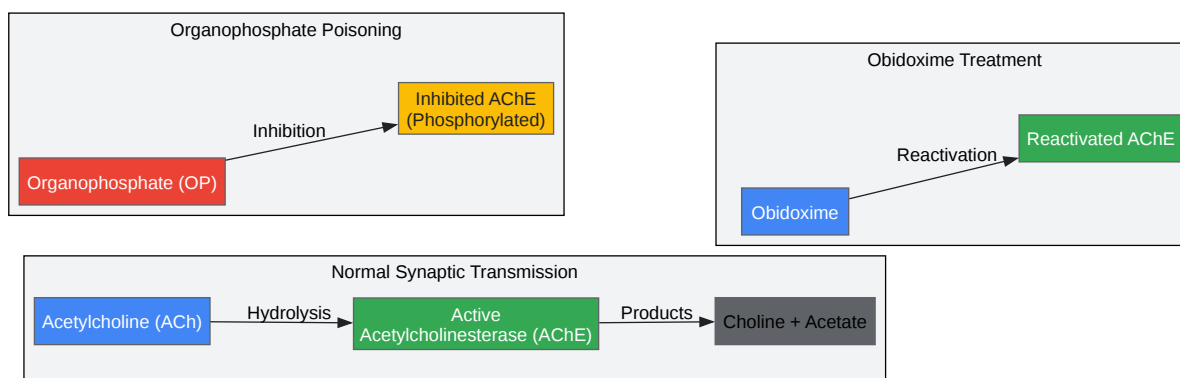 Organophosphate Poisoning
Inhibited AChE
(Phosphorylated)
Inhibition
Organophosphate (OP)
Obidoxime Treatment
Reactivated AChE
Reactivation
Obidoxime
Normal Synaptic Transmission
Acetylcholine (ACh)
Hydrolysis
Active
Acetylcholinesterase (AChE)
Products
Choline + Acetate